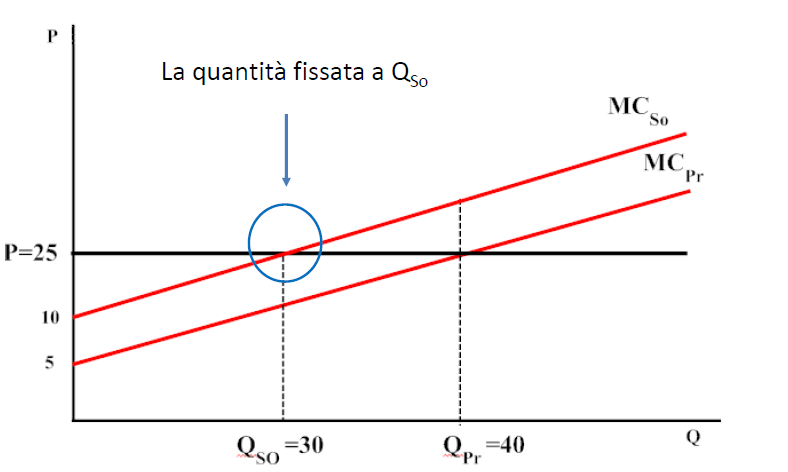 P
La quantità fissata a QSo
MCSo
MCPr
P=25
10
5
QSO =30
QPr =40
Q